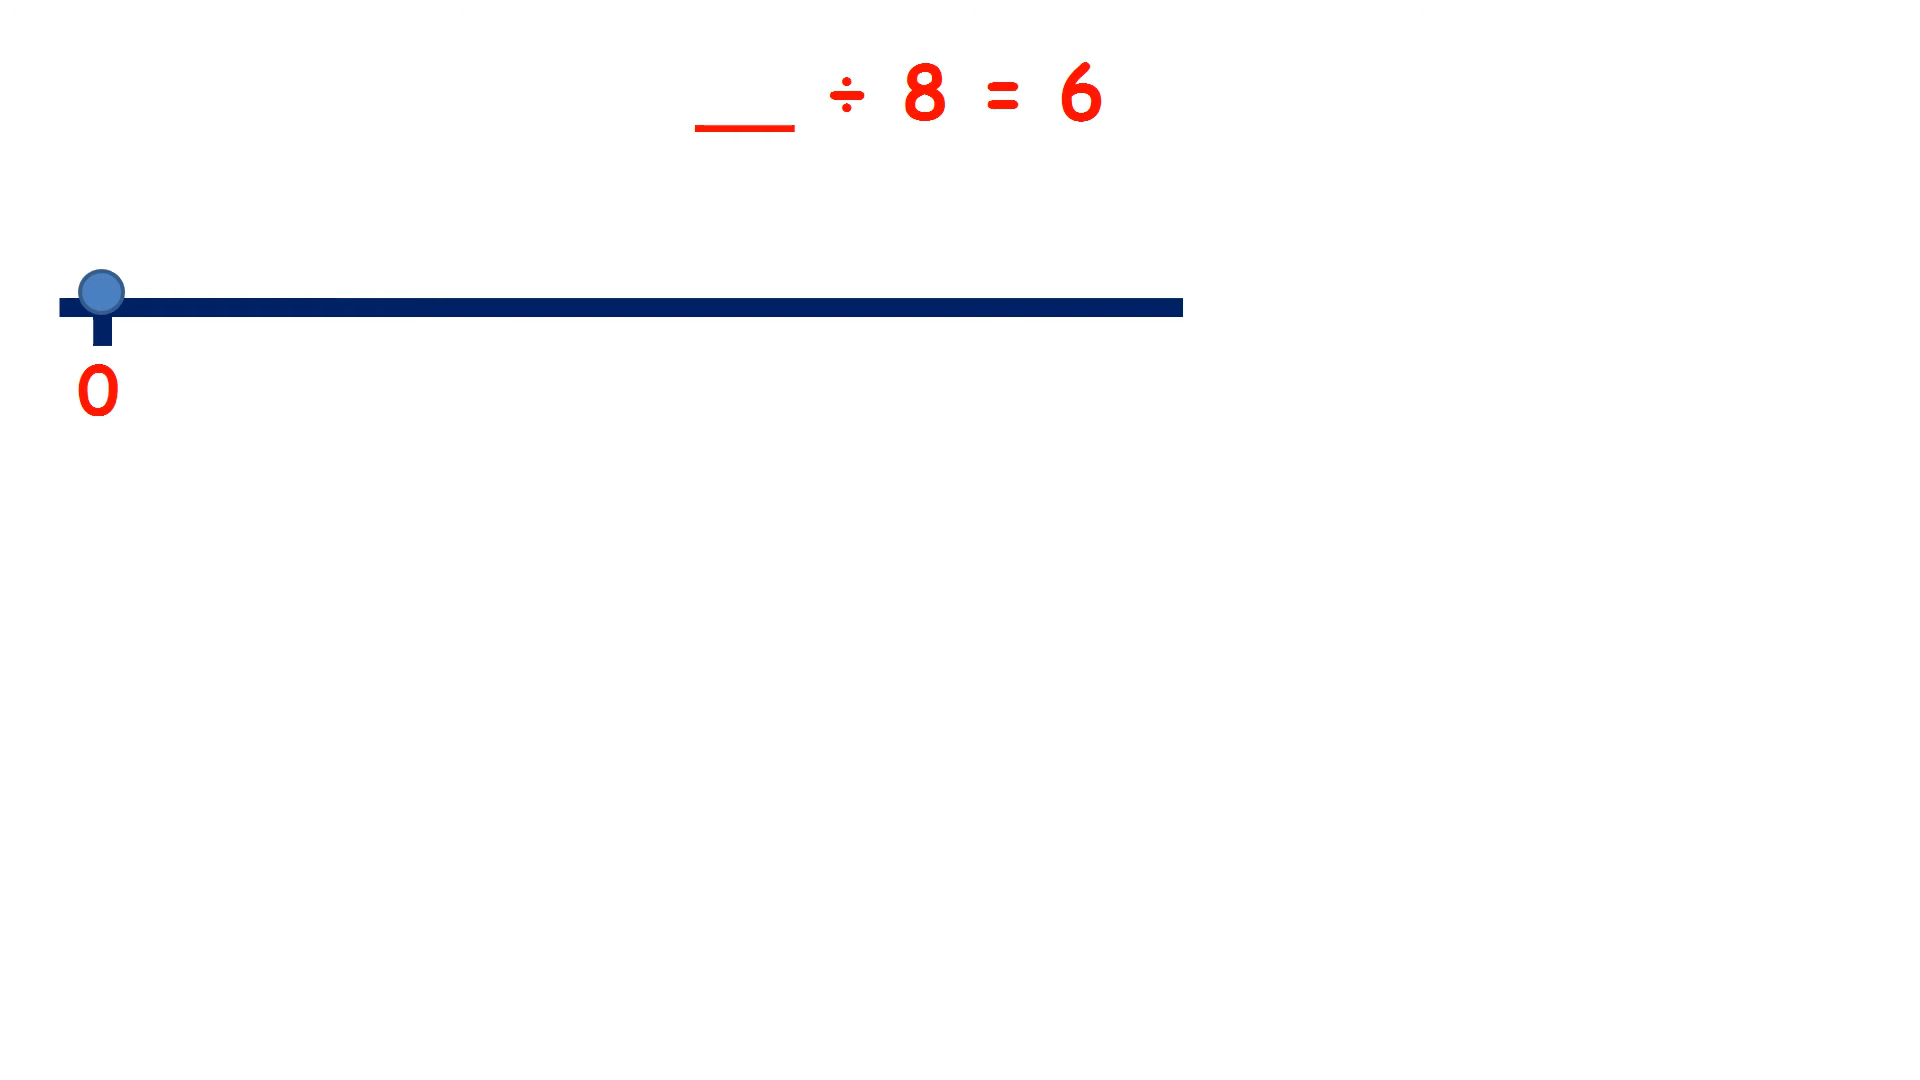 ___ ÷ 8 = 6
0